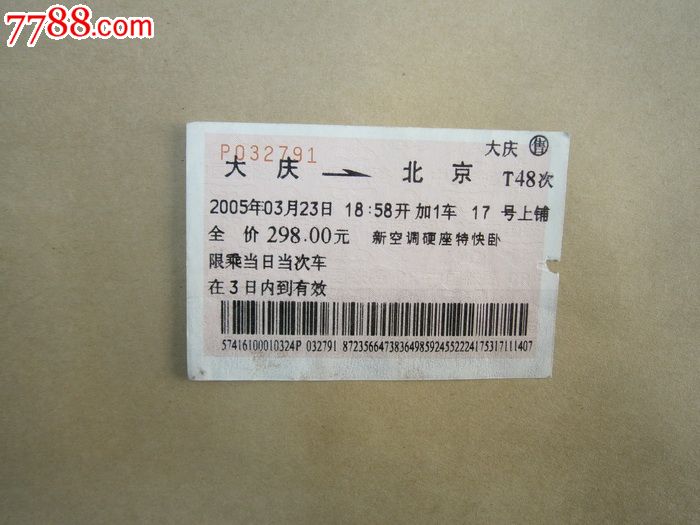 7788.com
P032791
大庆 售
大 庆 → 北 京 T48次
2005年03月23日 18:58开 加1车 17 号上铺
全 价 298.00元 新空调硬座特快卧
限乘当日当次车
在3日内到有效
57416100010324P 032791 87235664738364985924552224175317111407